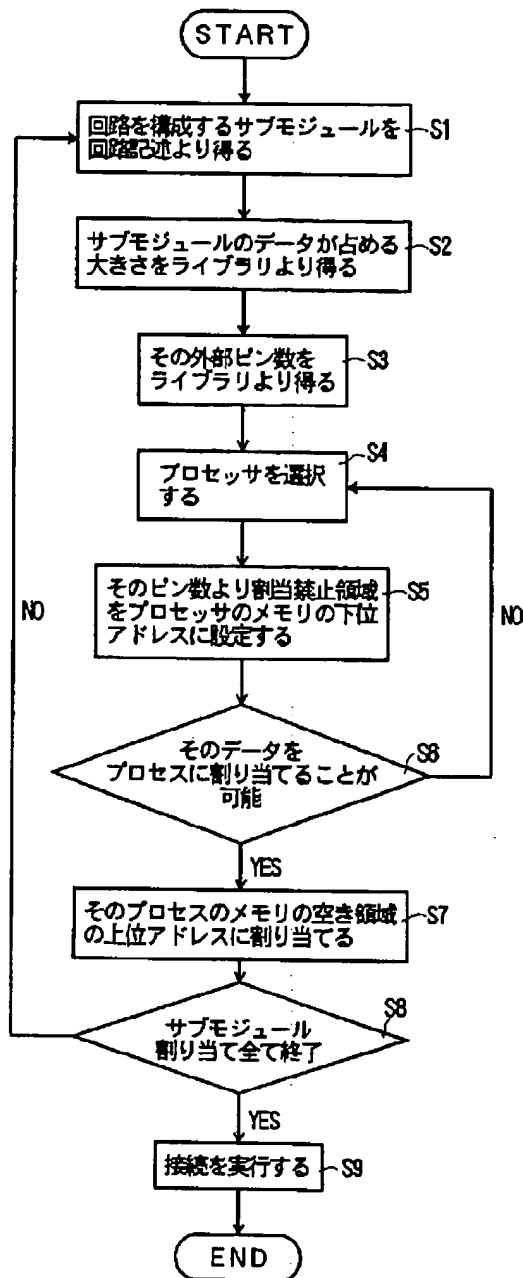 START
回路を構成するサブモジュールを
回路記述より得る
S1
サブモジュールのデータが占める
大きさをライブラリより得る
S2
その外部ピン数を
ライブラリより得る
S3
プロセッサを選択
する
S4
そのピン数より割当禁止領域
をプロセッサのメモリの下位
アドレスに設定する
S5
NO
NO
そのデータを
プロセスに割り当てることが
可能
S6
YES
そのプロセスのメモリの空き領域
の上位アドレスに割り当てる
S7
サブモジュール
割り当て全て終了
S8
YES
接続を実行する
S9
END